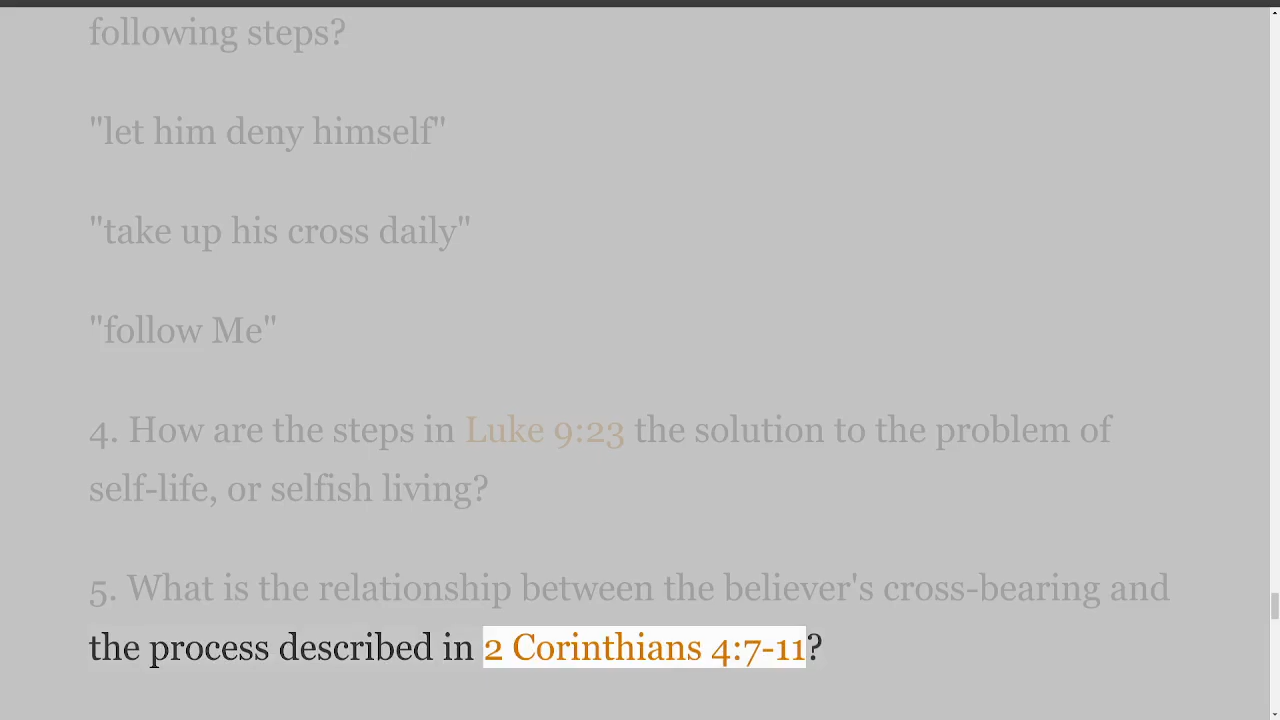 following steps?
"let him deny himself"
"take up his cross daily"
"follow Me"
4. How are the steps in Luke 9:23 the solution to the problem of
self-life, or selfish living?
5. What is the relationship between the believer's cross-bearing and
the process described in 2 Corinthians 4:7-11?